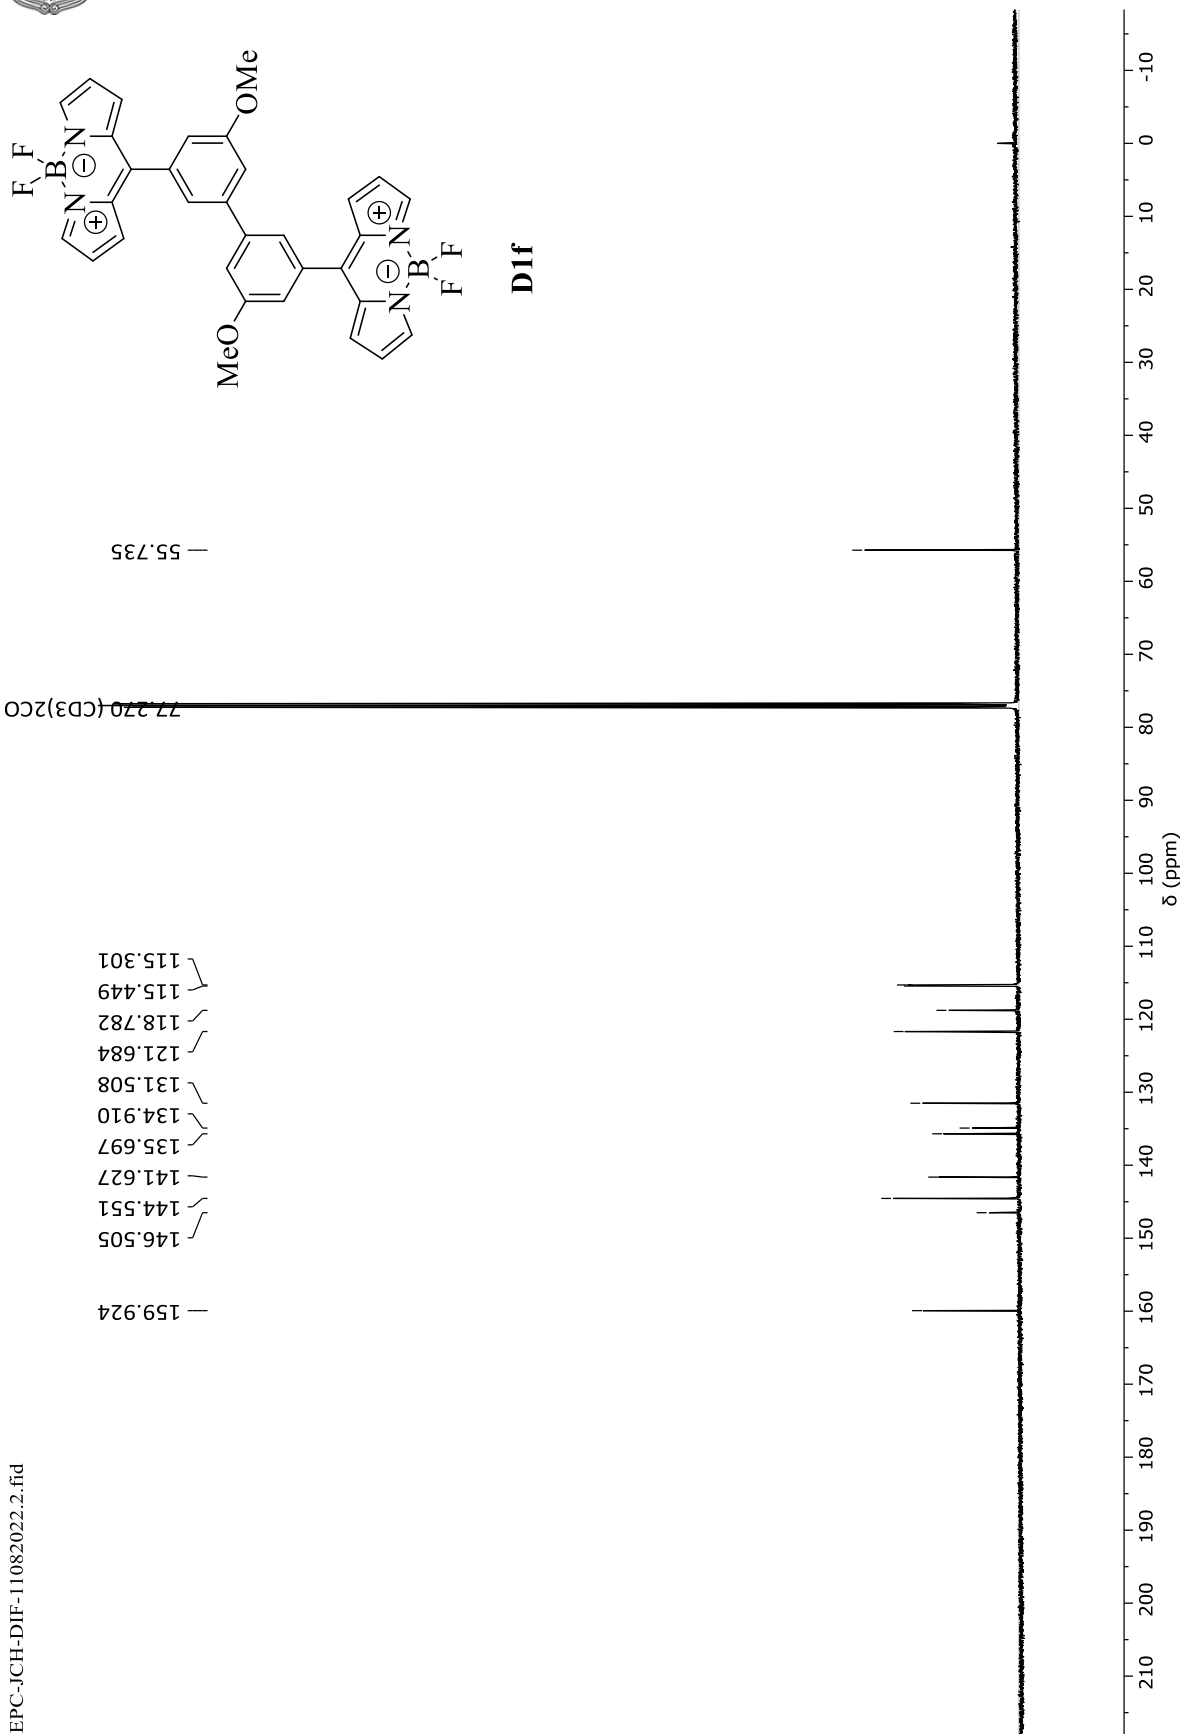 EPC-JCH-DIF-11082022.2.fid
159.924
146.505
144.551
141.627
135.697
134.910
131.508
121.684
118.782
115.449
115.301
77.270 (CD3)2CO
55.735
F F
B
N N
⊕ ⊖
OMe
MeO
⊕ ⊖
N N
B
F F
D1f
210 200 190 180 170 160 150 140 130 120 110 100 90 80 70 60 50 40 30 20 10 0 -10
δ (ppm)